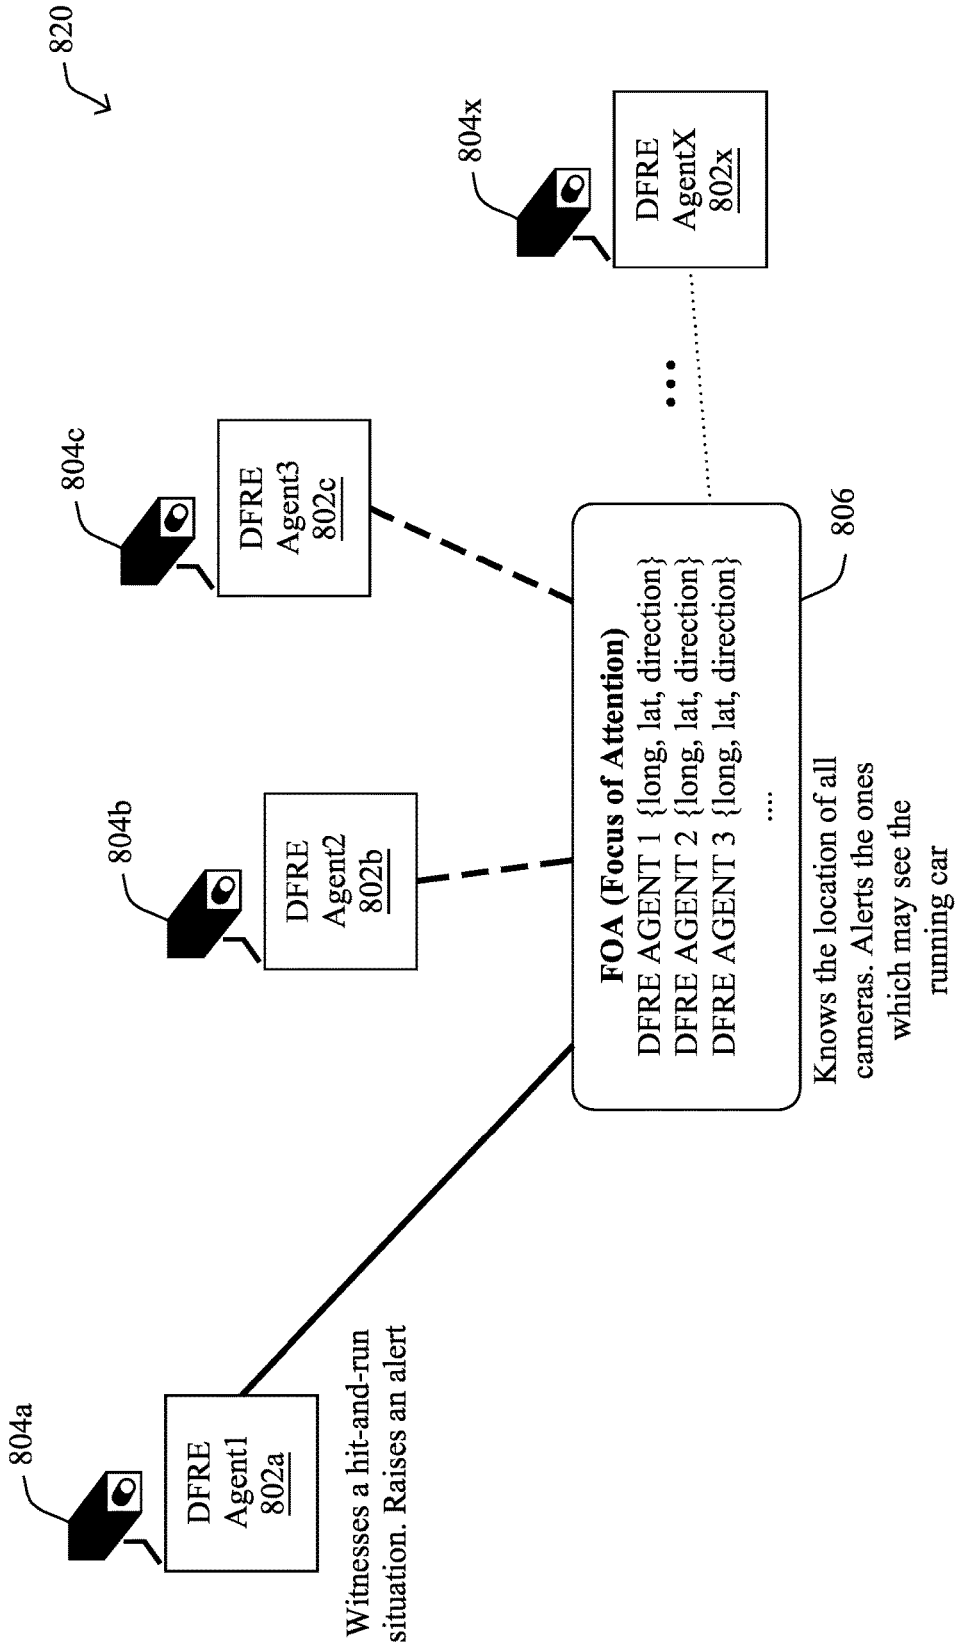 820
804a
DFRE
Agent1
802a
Witnesses a hit-and-run
situation. Raises an alert
804b
DFRE
Agent2
802b
804c
DFRE
Agent3
802c
...
804x
DFRE
AgentX
802x
FOA (Focus of Attention)
DFRE AGENT 1 {long, lat, direction}
DFRE AGENT 2 {long, lat, direction}
DFRE AGENT 3 {long, lat, direction}
....
806
Knows the location of all
cameras. Alerts the ones
which may see the
running car